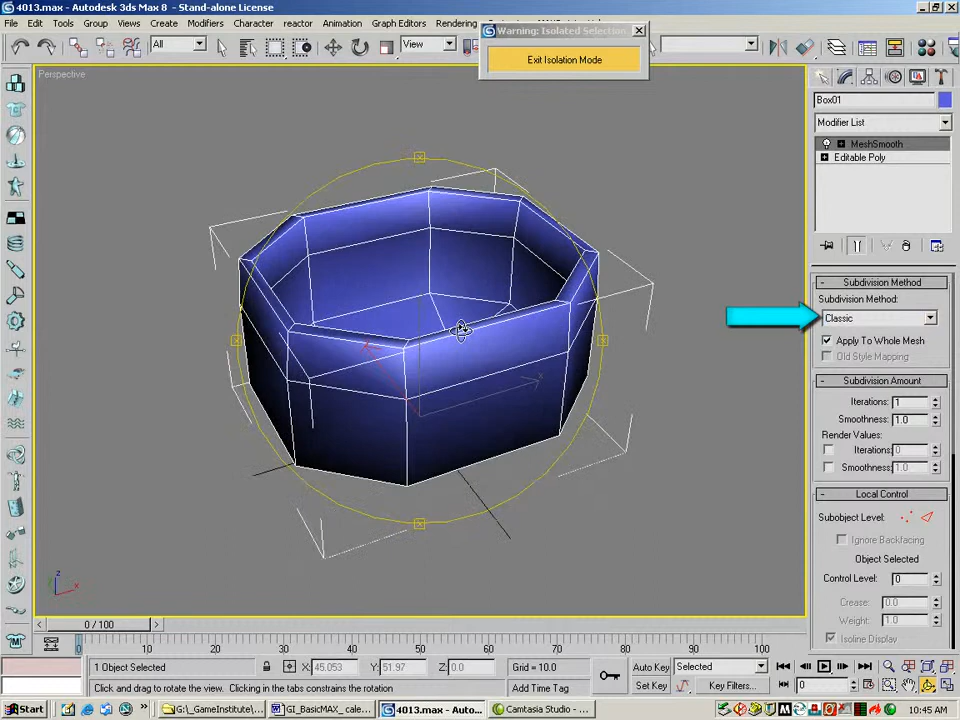 4013.max - Autodesk 3ds Max 8 - Stand-alone License
File Edit Tools Group Views Create Modifiers Character reactor Animation Graph Editors Rendering
Warning: Isolated Selection
Exit Isolation Mode
All
View
Perspective
Box01
Modifier List
MeshSmooth
Editable Poly
Subdivision Method
Subdivision Method:
Classic
Apply To Whole Mesh
Old Style Mapping
Subdivision Amount
Iterations: 1
Smoothness: 1.0
Render Values:
Iterations: 0
Smoothness: 1.0
Local Control
Subobject Level:
Ignore Backfacing
Object Selected
Control Level: 0
Crease: 0.0
Weight: 1.0
Isoline Display
x
z
x
0 / 100
0 10 20 30 40 50 60 70 80 90 100
1 Object Selected X: 45.053 Y: 51.97 Z: 0.0 Grid = 10.0 Auto Key Selected
Click and drag to rotate the view. Clicking in the tabs constrains the rotation Add Time Tag Set Key Key Filters... 0
Start G:\_GameInstitute\... GI_BasicMAX_ cale... 4013.max - Auto... Camtasia Studio - ... 10:45 AM